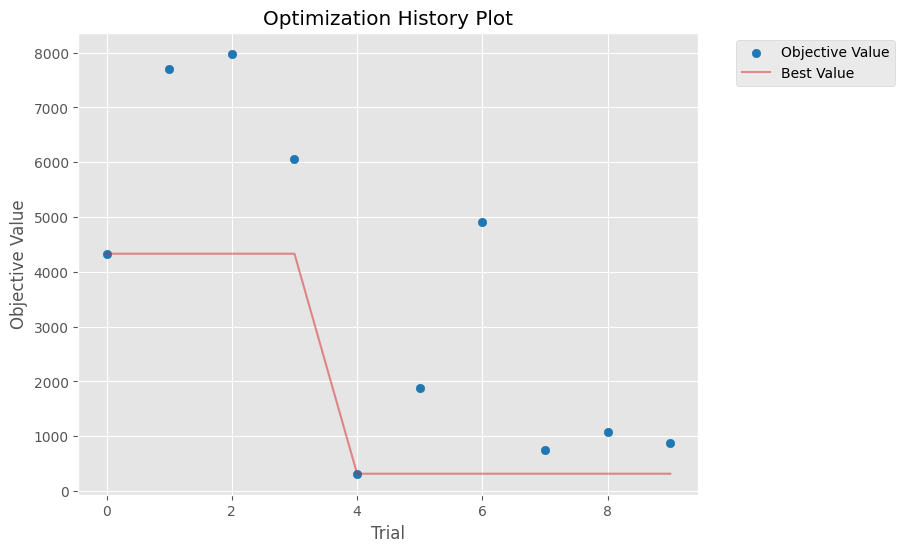 Optimization History Plot
Objective Value
Best Value
8000
7000
6000
5000
4000
3000
2000
1000
0
Objective Value
0 2 4 6 8
Trial